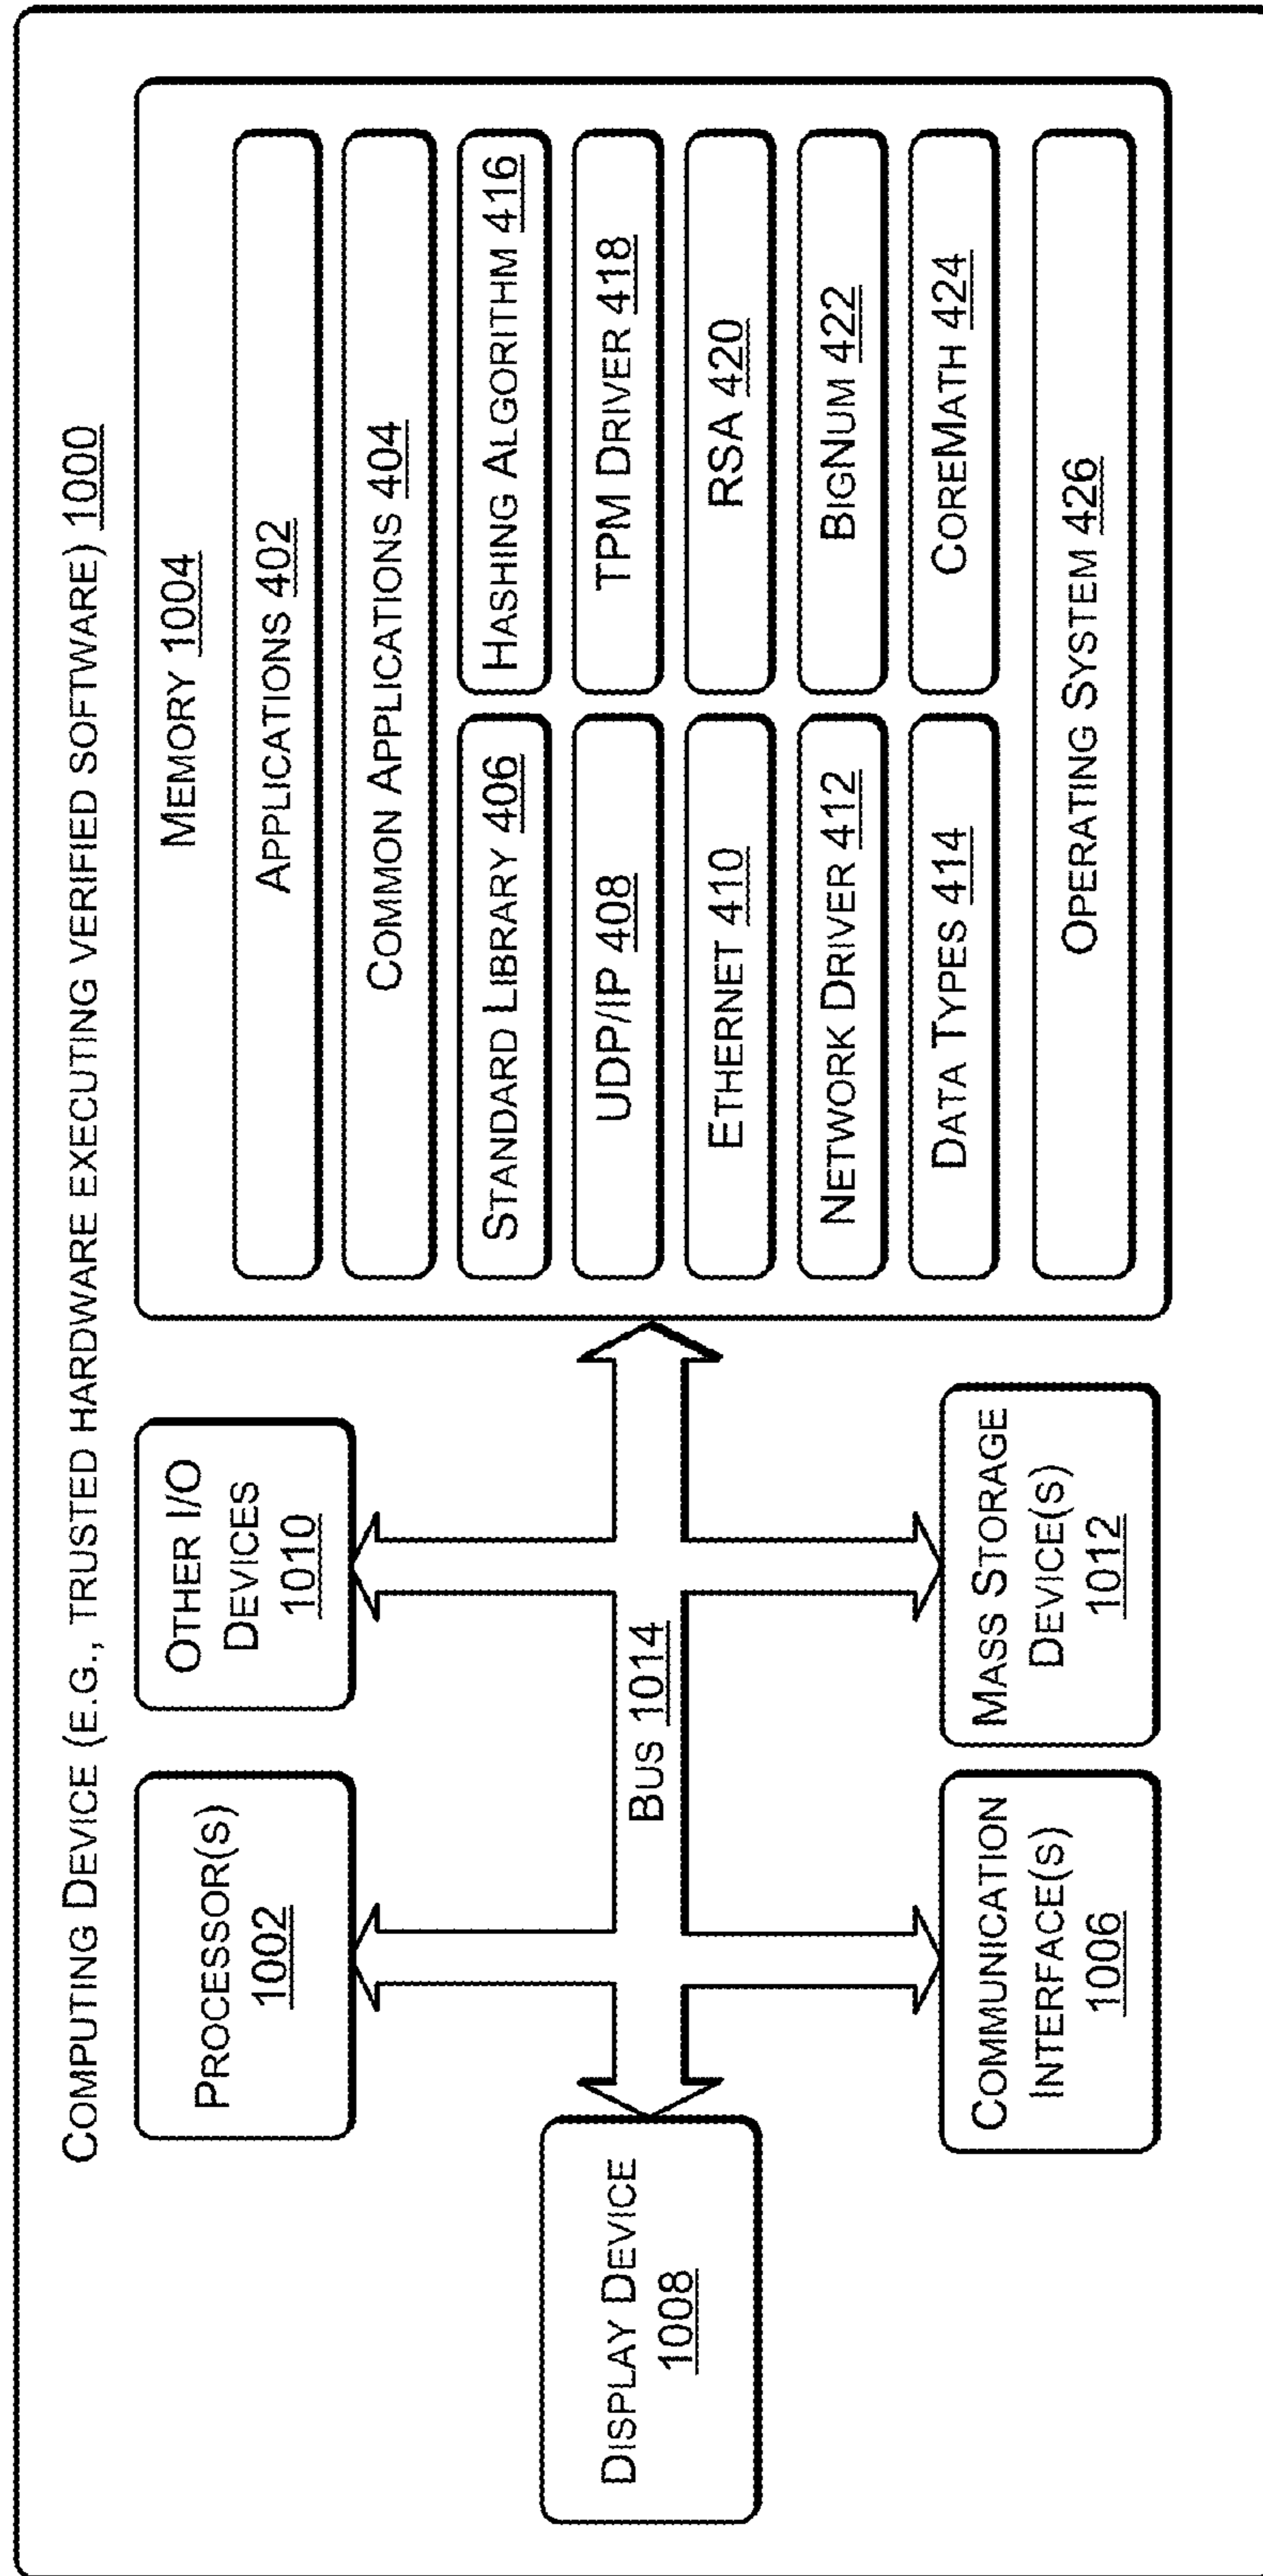 COMPUTING DEVICE (E.G., TRUSTED HARDWARE EXECUTING VERIFIED SOFTWARE) 1000
PROCESSOR(S)
1002
OTHER I/O
DEVICES
1010
DISPLAY DEVICE
1008
BUS 1014
COMMUNICATION
INTERFACE(S)
1006
MASS STORAGE
DEVICE(S)
1012
MEMORY 1004
APPLICATIONS 402
COMMON APPLICATIONS 404
STANDARD LIBRARY 406
HASHING ALGORITHM 416
UDP/IP 408
TPM DRIVER 418
ETHERNET 410
RSA 420
NETWORK DRIVER 412
BIGNUM 422
DATA TYPES 414
COREMATH 424
OPERATING SYSTEM 426